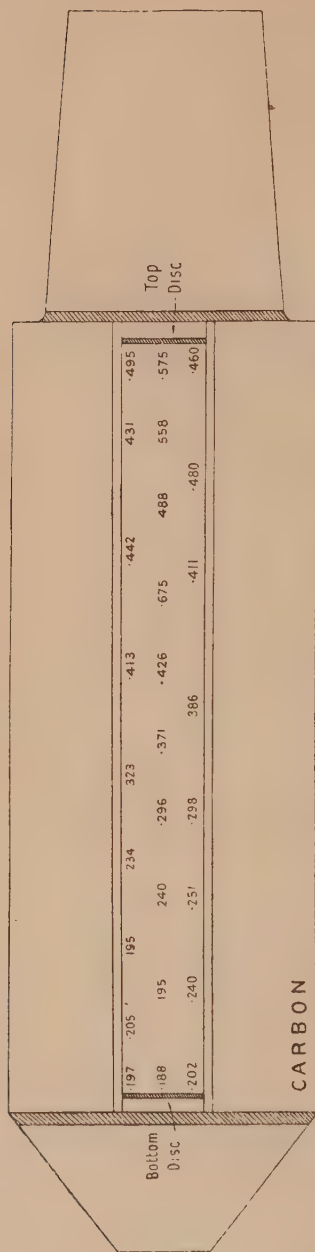 Top
Disc
·197 ·205 195 234 323 ·413 ·442 431 ·495
·188 195 240 ·296 ·371 ·426 ·675 488 558 ·575
·202 ·240 ·251 ·298 386 ·411 ·480 ·460
Bottom
Disc
CARBON